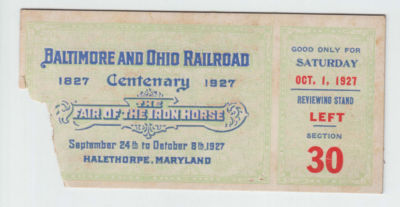 BALTIMORE AND OHIO RAILROAD
1827 Centenary 1927
THE
FAIR OF THE IRON HORSE
September 24th to October 8th, 1927
HALETHORPE, MARYLAND
GOOD ONLY FOR
SATURDAY
OCT. 1, 1927
REVIEWING STAND
LEFT
SECTION
30